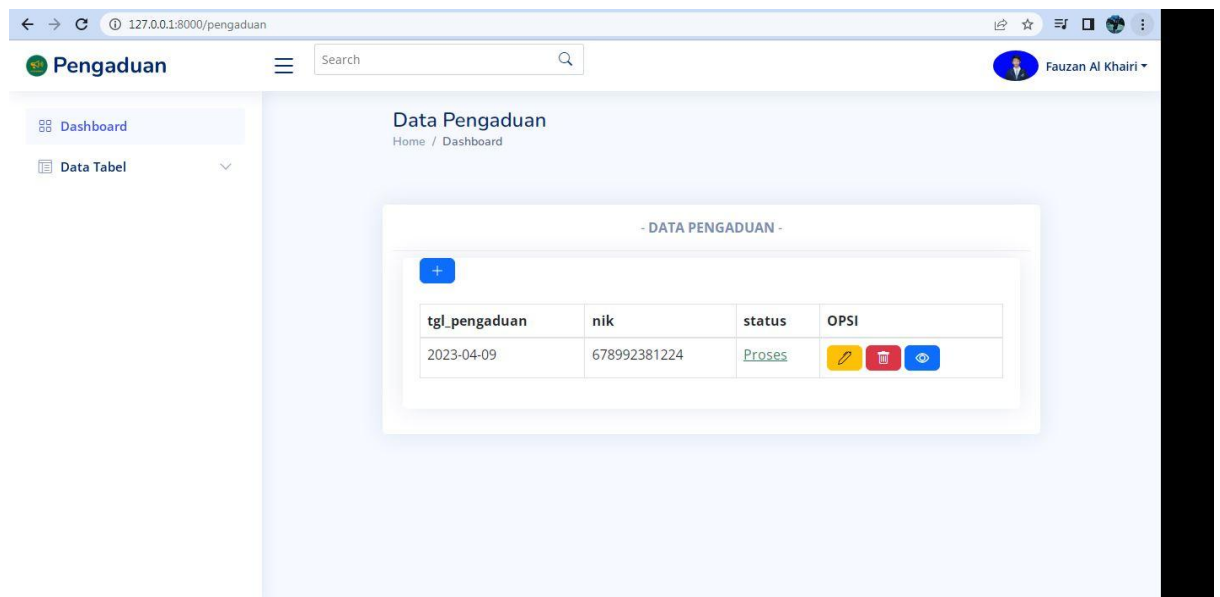 127.0.0.1:8000/pengaduan
Pengaduan
Search
Fauzan Al Khairi
Dashboard
Data Tabel
Data Pengaduan
Home / Dashboard
- DATA PENGADUAN -
+
tgl_pengaduan nik status OPSI
2023-04-09 678992381224 Proses